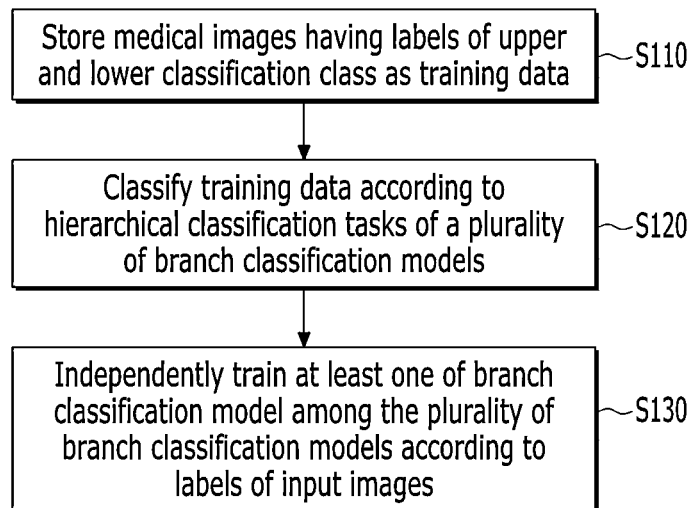 Store medical images having labels of upper
and lower classification class as training data
S110
Classify training data according to
hierarchical classification tasks of a plurality
of branch classification models
S120
Independently train at least one of branch
classification model among the plurality of
branch classification models according to
labels of input images
S130